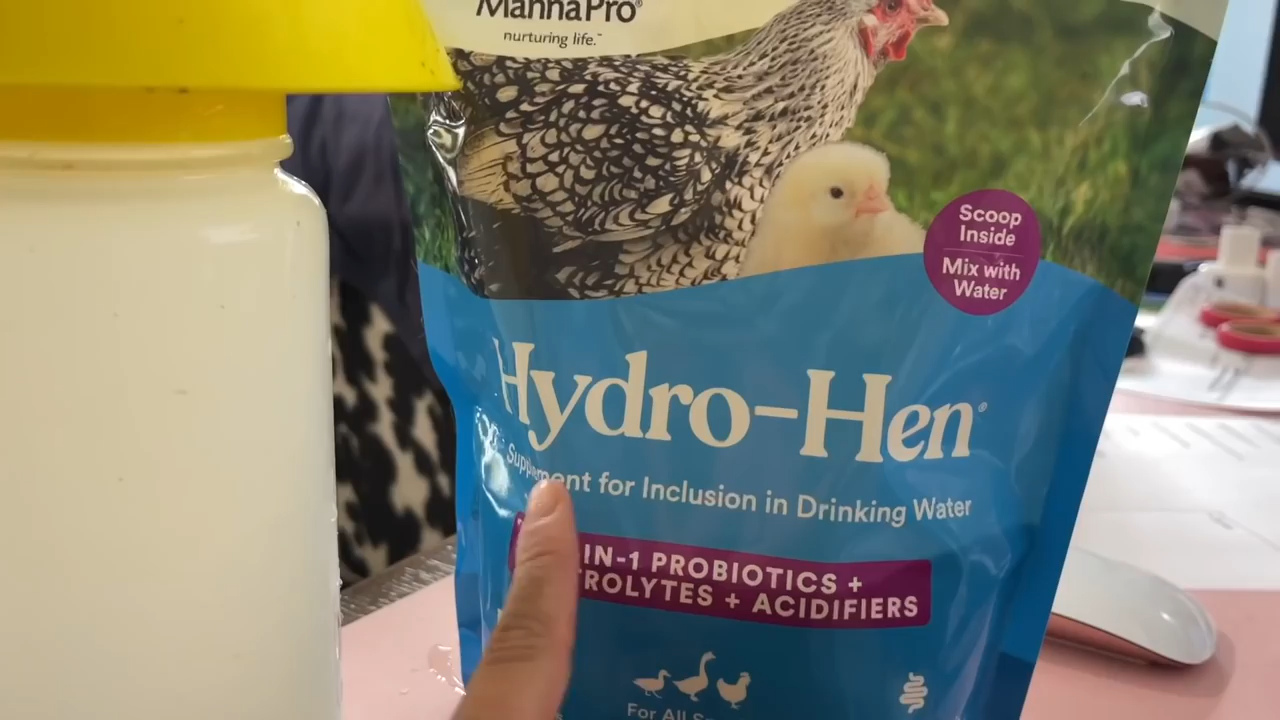 MannaPro®
nurturing life.™
Scoop
Inside
Mix with
Water
Hydro-Hen®
Supplement for Inclusion in Drinking Water
IN-1 PROBIOTICS +
TROLYTES + ACIDIFIERS
For All